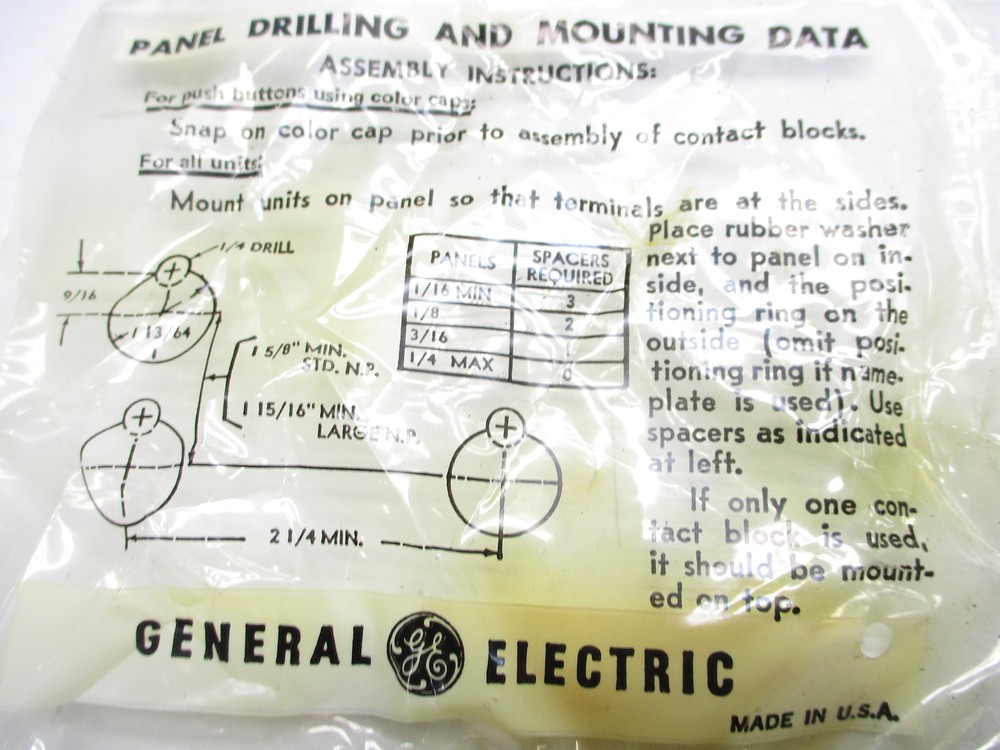 PANEL DRILLING AND MOUNTING DATA
ASSEMBLY INSTRUCTIONS:
For push buttons using color caps:
Snap on color cap prior to assembly of contact blocks.
For all units:
Mount units on panel so that terminals are at the sides.
Place rubber washer
next to panel on in-
side, and the posi-
tioning ring on the
outside (omit posi-
tioning ring if name-
plate is used). Use
spacers as indicated
at left.
If only one con-
tact block is used,
it should be mount-
ed on top.
1/4 DRILL
9/16
1 13/64
1 5/8" MIN.
STD. N.P.
1 15/16" MIN.
LARGE N.P.
2 1/4 MIN.
PANELS SPACERS REQUIRED
1/16 MIN 3
1/8 2
3/16 1
1/4 MAX 0
GENERAL GE ELECTRIC
MADE IN U.S.A.